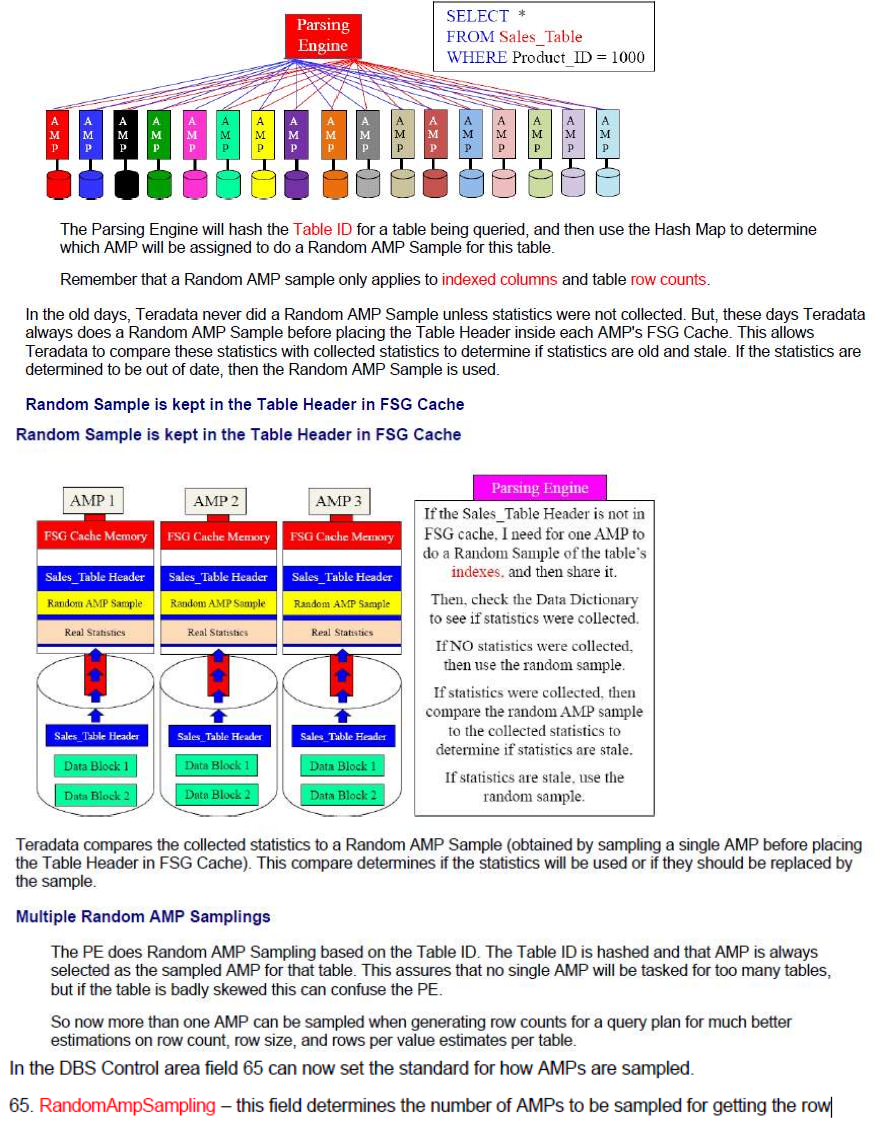 Parsing
Engine
SELECT *
FROM Sales_Table
WHERE Product_ID = 1000
AMP AMP AMP AMP AMP AMP AMP AMP AMP AMP AMP AMP AMP AMP AMP AMP AMP
The Parsing Engine will hash the Table ID for a table being queried, and then use the Hash Map to determine
which AMP will be assigned to do a Random AMP Sample for this table.
Remember that a Random AMP sample only applies to indexed columns and table row counts.
In the old days, Teradata never did a Random AMP Sample unless statistics were not collected. But, these days Teradata
always does a Random AMP Sample before placing the Table Header inside each AMP's FSG Cache. This allows
Teradata to compare these statistics with collected statistics to determine if statistics are old and stale. If the statistics are
determined to be out of date, then the Random AMP Sample is used.
Random Sample is kept in the Table Header in FSG Cache
Random Sample is kept in the Table Header in FSG Cache
AMP 1
FSG Cache Memory
Sales_Table Header
Random AMP Sample
Real Statistics
Sales_Table Header
Data Block 1
Data Block 2
AMP 2
FSG Cache Memory
Sales_Table Header
Random AMP Sample
Real Statistics
Sales_Table Header
Data Block 1
Data Block 2
AMP 3
FSG Cache Memory
Sales_Table Header
Random AMP Sample
Real Statistics
Sales_Table Header
Data Block 1
Data Block 2
Parsing Engine
If the Sales_Table Header is not in
FSG cache, I need for one AMP to
do a Random Sample of the table's
indexes, and then share it.
Then, check the Data Dictionary
to see if statistics were collected.
If NO statistics were collected,
then use the random sample.
If statistics were collected, then
compare the random AMP sample
to the collected statistics to
determine if statistics are stale.
If statistics are stale, use the
random sample.
Teradata compares the collected statistics to a Random AMP Sample (obtained by sampling a single AMP before placing
the Table Header in FSG Cache). This compare determines if the statistics will be used or if they should be replaced by
the sample.
Multiple Random AMP Samplings
The PE does Random AMP Sampling based on the Table ID. The Table ID is hashed and that AMP is always
selected as the sampled AMP for that table. This assures that no single AMP will be tasked for too many tables,
but if the table is badly skewed this can confuse the PE.
So now more than one AMP can be sampled when generating row counts for a query plan for much better
estimations on row count, row size, and rows per value estimates per table.
In the DBS Control area field 65 can now set the standard for how AMPs are sampled.
65. RandomAmpSampling – this field determines the number of AMPs to be sampled for getting the row